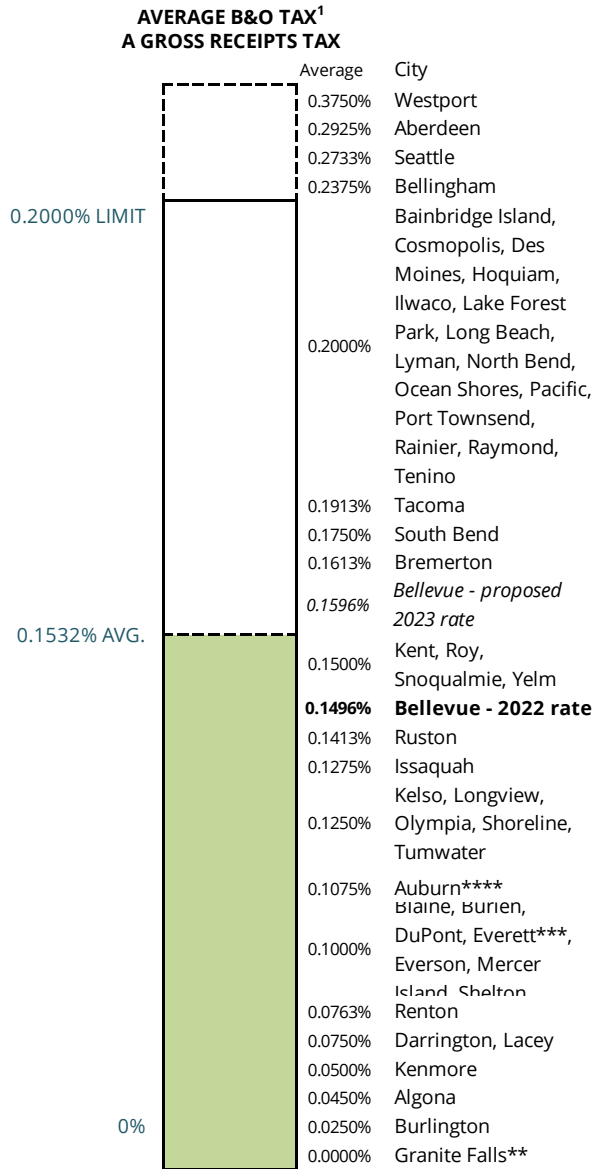 AVERAGE B&O TAX¹
A GROSS RECEIPTS TAX
Average City
0.3750% Westport
0.2925% Aberdeen
0.2733% Seattle
0.2375% Bellingham
0.2000% LIMIT
Bainbridge Island,
Cosmopolis, Des
Moines, Hoquiam,
Ilwaco, Lake Forest
0.2000% Park, Long Beach,
Lyman, North Bend,
Ocean Shores, Pacific,
Port Townsend,
Rainier, Raymond,
Tenino
0.1913% Tacoma
0.1750% South Bend
0.1613% Bremerton
0.1596% Bellevue - proposed
2023 rate
0.1532% AVG.
0.1500% Kent, Roy,
Snoqualmie, Yelm
0.1496% Bellevue - 2022 rate
0.1413% Ruston
0.1275% Issaquah
Kelso, Longview,
0.1250% Olympia, Shoreline,
Tumwater
0.1075% Auburn****
Blaine, Burien,
0.1000% DuPont, Everett***,
Everson, Mercer
Island, Shelton
0.0763% Renton
0.0750% Darrington, Lacey
0.0500% Kenmore
0.0450% Algona
0% 0.0250% Burlington
0.0000% Granite Falls**